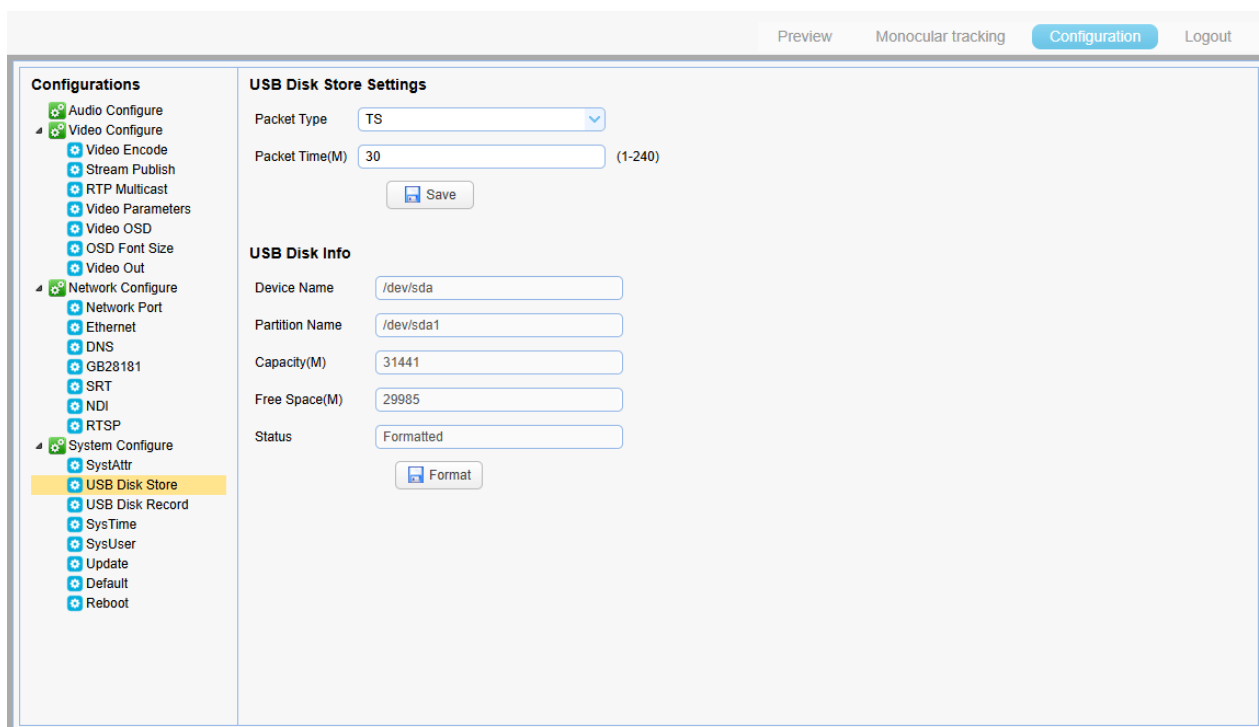 Preview Monocular tracking Configuration Logout
Configurations
Audio Configure
Video Configure
Video Encode
Stream Publish
RTP Multicast
Video Parameters
Video OSD
OSD Font Size
Video Out
Network Configure
Network Port
Ethernet
DNS
GB28181
SRT
NDI
RTSP
System Configure
SystAttr
USB Disk Store
USB Disk Record
SysTime
SysUser
Update
Default
Reboot
USB Disk Store Settings
Packet Type TS
Packet Time(M) 30 (1-240)
Save
USB Disk Info
Device Name /dev/sda
Partition Name /dev/sda1
Capacity(M) 31441
Free Space(M) 29985
Status Formatted
Format